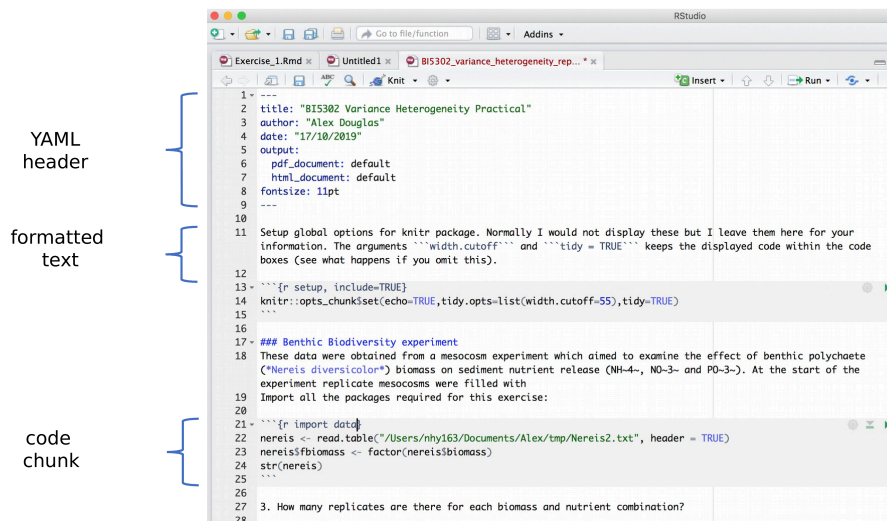 RStudio
Go to file/function
Addins
Exercise_1.Rmd
Untitled1
BI5302_variance_heterogeneity_rep... *
ABC
Knit
Insert
Run
YAML
header
formatted
text
code
chunk
1 ---
2 title: "BI5302 Variance Heterogeneity Practical"
3 author: "Alex Douglas"
4 date: "17/10/2019"
5 output:
6   pdf_document: default
7   html_document: default
8 fontsize: 11pt
9 ---
10
11 Setup global options for knitr package. Normally I would not display these but I leave them here for your
information. The arguments ```width.cutoff``` and ```tidy = TRUE``` keeps the displayed code within the code
boxes (see what happens if you omit this).
12
13 ```{r setup, include=TRUE}
14 knitr::opts_chunk$set(echo=TRUE,tidy.opts=list(width.cutoff=55),tidy=TRUE)
15 ```
16
17 ### Benthic Biodiversity experiment
18 These data were obtained from a mesocosm experiment which aimed to examine the effect of benthic polychaete
(*Nereis diversicolor*) biomass on sediment nutrient release (NH~4~, NO~3~ and PO~3~). At the start of the
experiment replicate mesocosms were filled with
19 Import all the packages required for this exercise:
20
21 ```{r import data}
22 nereis <- read.table("/Users/nhy163/Documents/Alex/tmp/Nereis2.txt", header = TRUE)
23 nereis$fbiomass <- factor(nereis$biomass)
24 str(nereis)
25 ```
26
27 3. How many replicates are there for each biomass and nutrient combination?
28